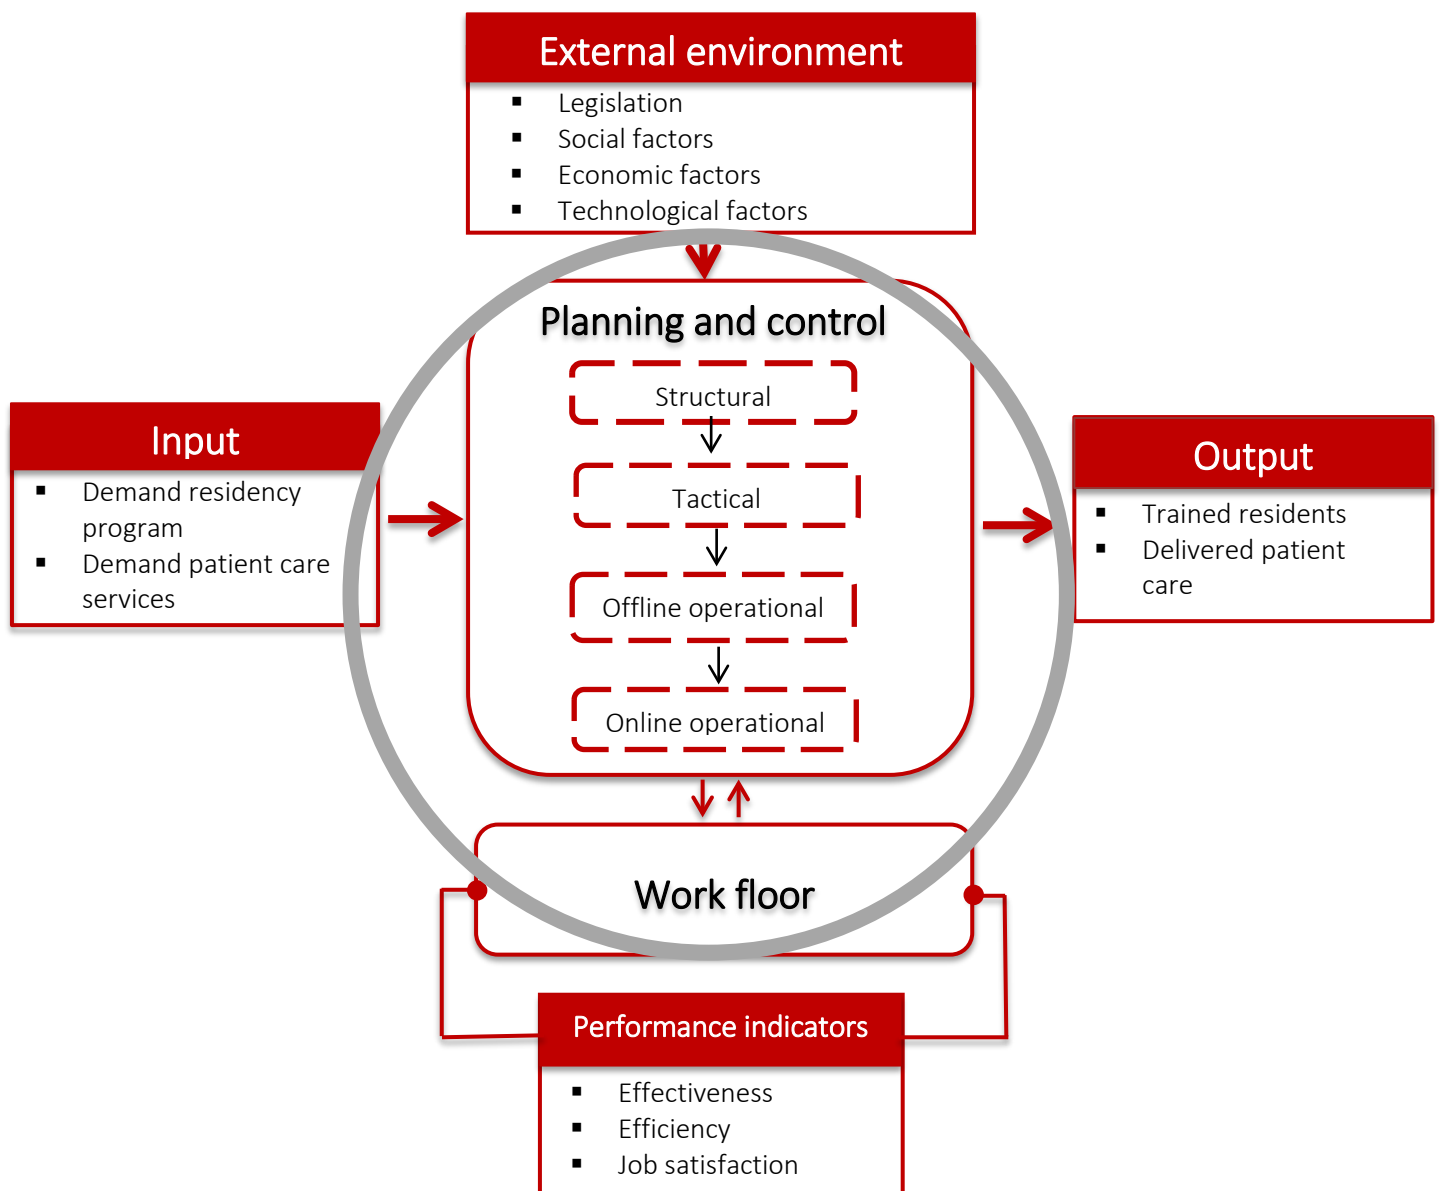 External environment
▪ Legislation
▪ Social factors
▪ Economic factors
▪ Technological factors
Planning and control
Structural
Tactical
Offline operational
Online operational
Input
▪ Demand residency
program
▪ Demand patient care
services
Output
▪ Trained residents
▪ Delivered patient
care
Work floor
Performance indicators
▪ Effectiveness
▪ Efficiency
▪ Job satisfaction